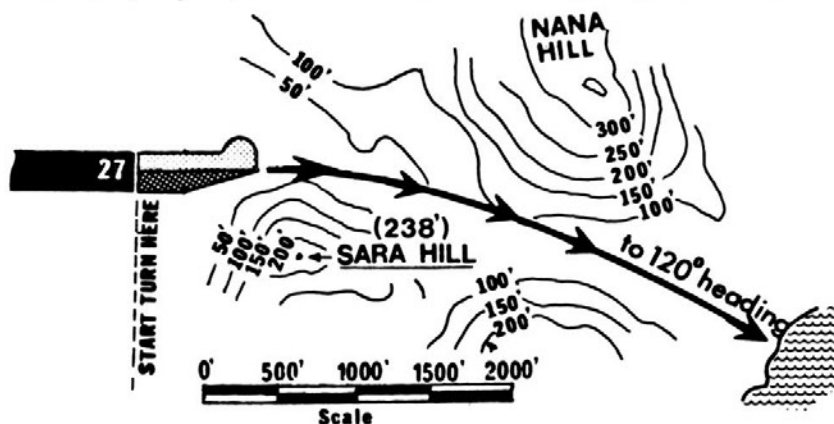 NANA
HILL
100'
50'
300'
250'
200'
150'
100'
27
START TURN HERE
50'
100'
150'
200'
(238')
SARA HILL
to 120° heading
100'
150'
200'
0' 500' 1000' 1500' 2000'
Scale